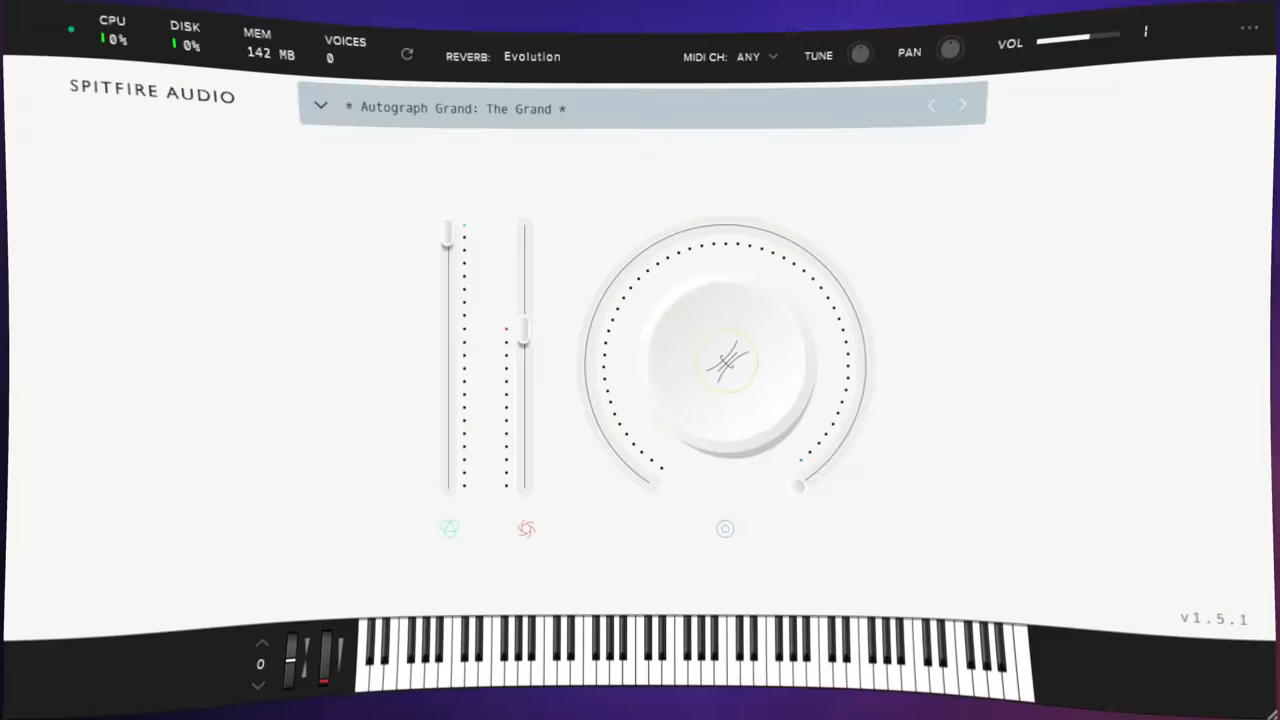 CPU
0%
DISK
0%
MEM
142 MB
VOICES
0
REVERB: Evolution
MIDI CH: ANY
TUNE
PAN
VOL
SPITFIRE AUDIO
* Autograph Grand: The Grand *
v1.5.1
0